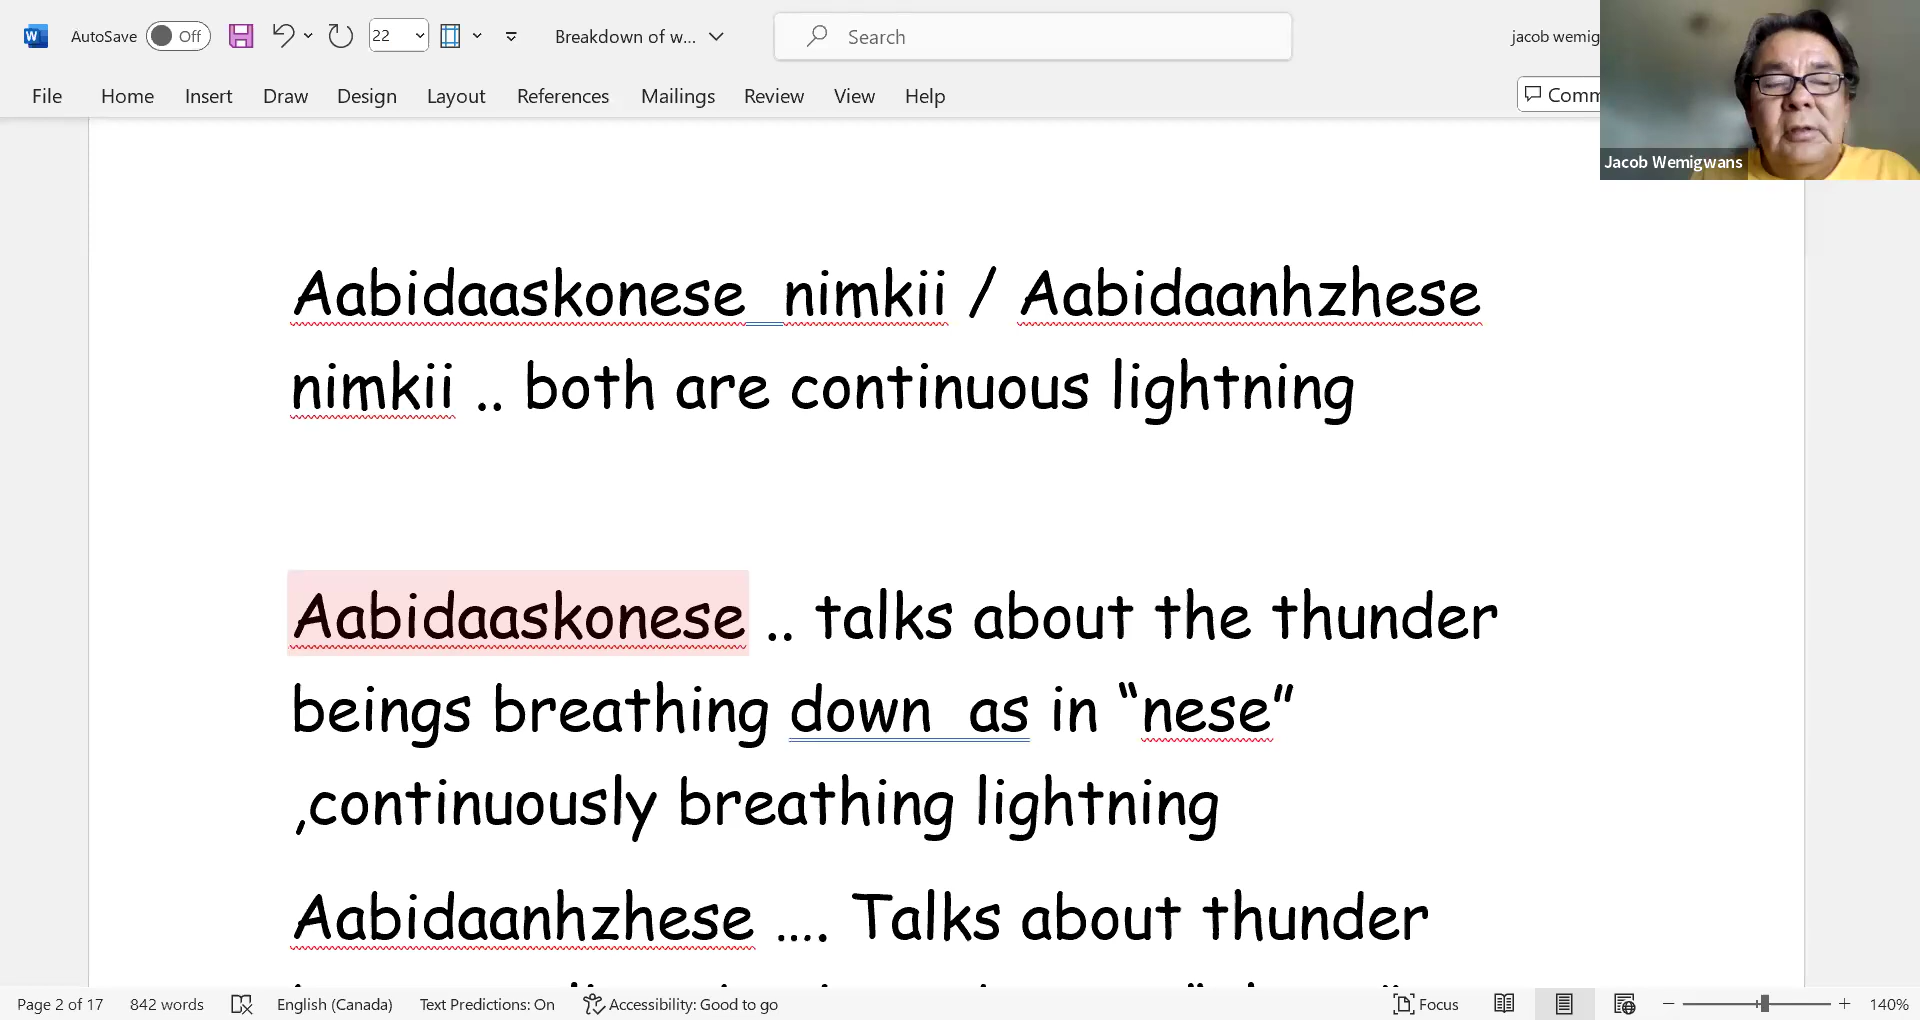 AutoSave Off 22 Breakdown of w... Search jacob wemig
File Home Insert Draw Design Layout References Mailings Review View Help Comm
Jacob Wemigwans
Aabidaaskonese nimkii / Aabidaanhzhese
nimkii .. both are continuous lightning
Aabidaaskonese .. talks about the thunder
beings breathing down as in “nese”
,continuously breathing lightning
Aabidaanhzhese .... Talks about thunder
Page 2 of 17 842 words English (Canada) Text Predictions: On Accessibility: Good to go Focus 140%